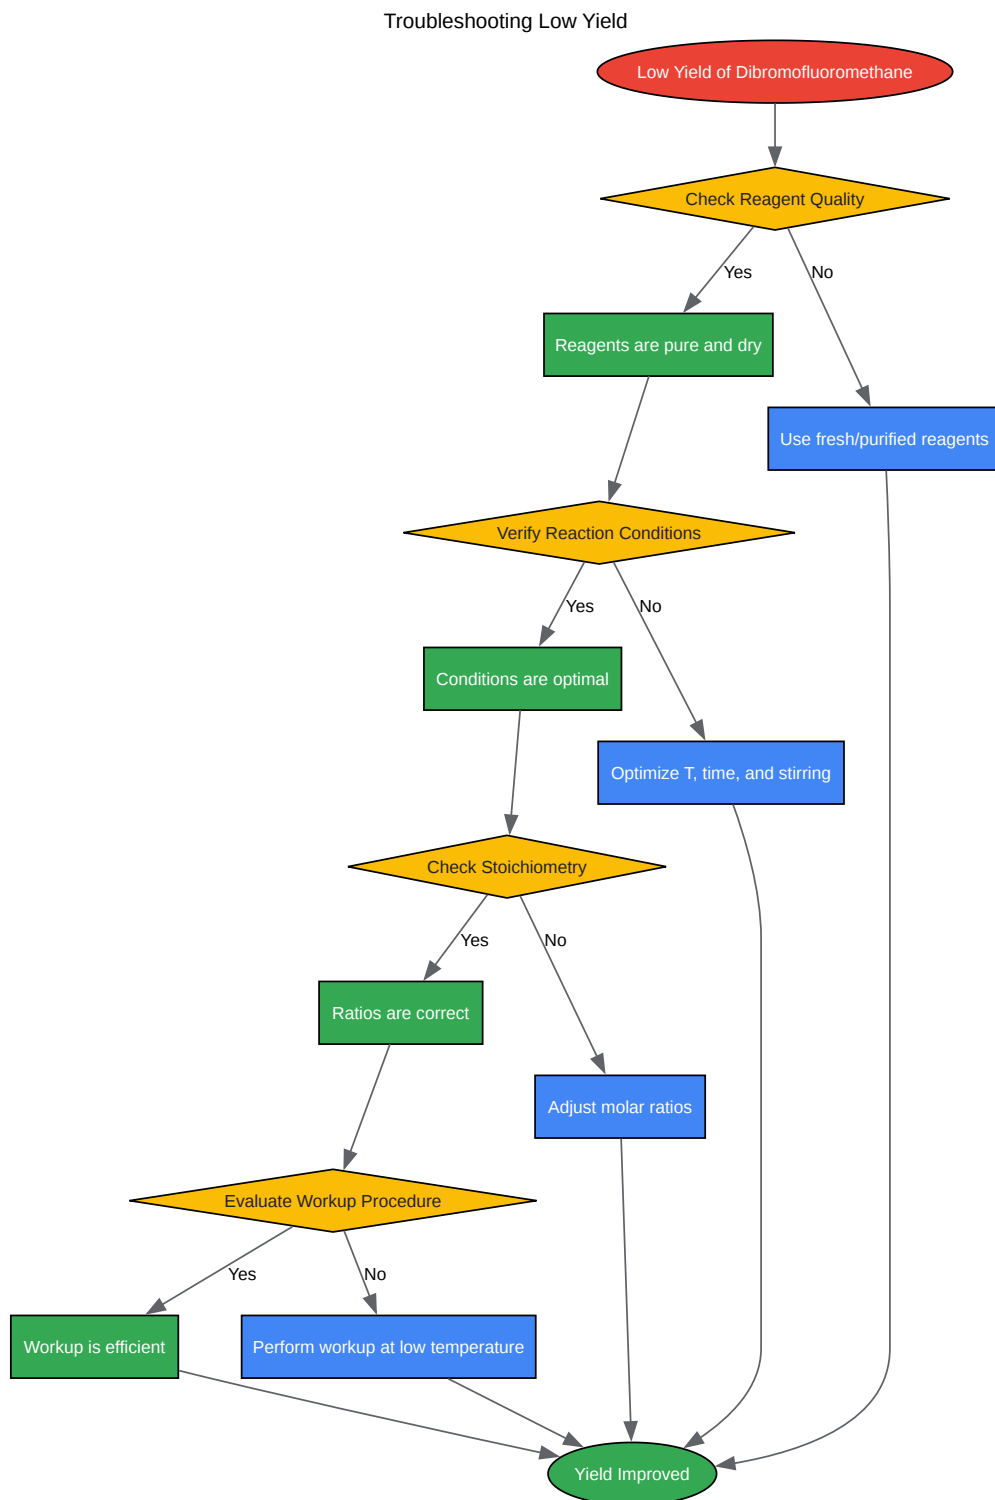 Troubleshooting Low Yield
Low Yield of Dibromofluoromethane
Check Reagent Quality
Yes
No
Reagents are pure and dry
Use fresh/purified reagents
Verify Reaction Conditions
Yes
No
Conditions are optimal
Optimize T, time, and stirring
Check Stoichiometry
Yes
No
Ratios are correct
Adjust molar ratios
Evaluate Workup Procedure
Yes
No
Workup is efficient
Perform workup at low temperature
Yield Improved